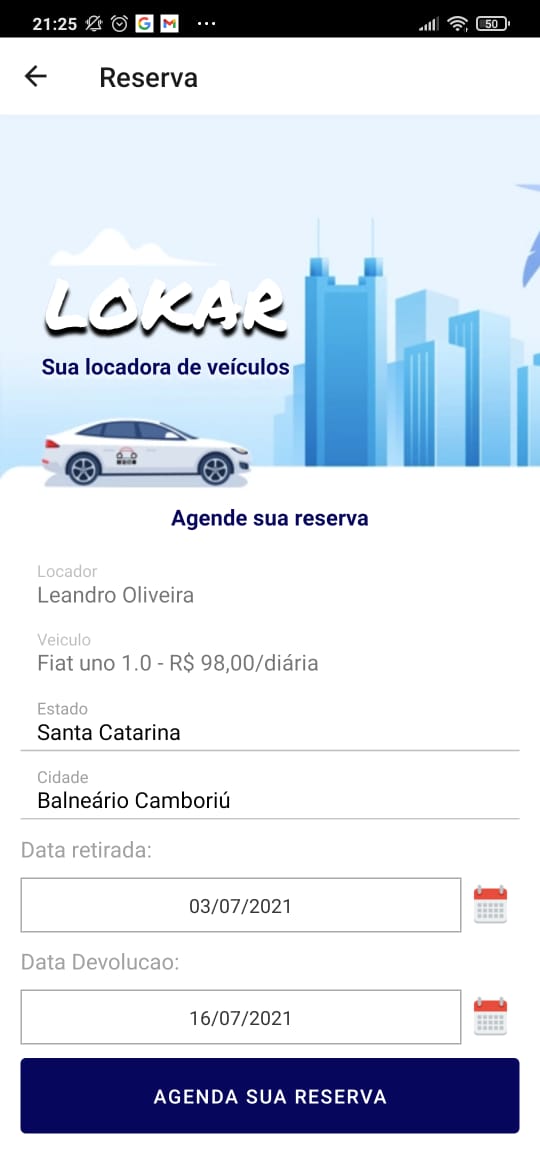 21:25
50
Reserva
LOKAR
Sua locadora de veículos
Agende sua reserva
Locador
Leandro Oliveira
Veiculo
Fiat uno 1.0 - R$ 98,00/diária
Estado
Santa Catarina
Cidade
Balneário Camboriú
Data retirada:
03/07/2021
Data Devolucao:
16/07/2021
AGENDA SUA RESERVA